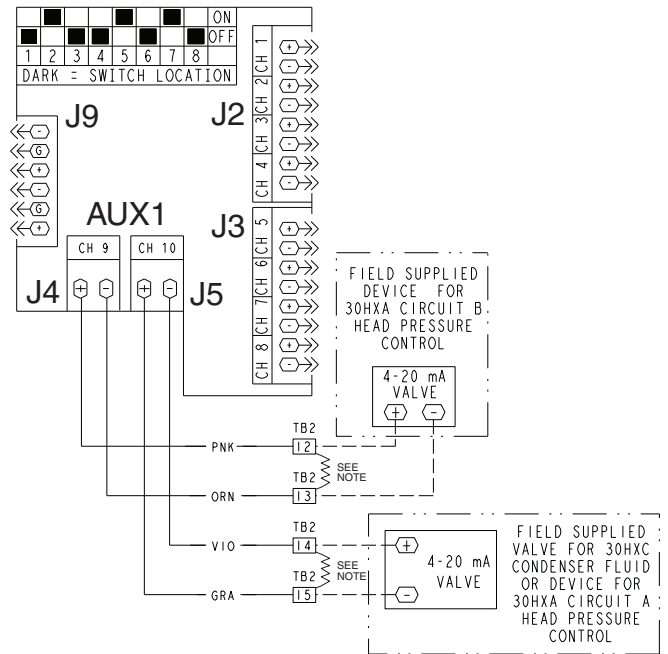 ON
OFF
1 2 3 4 5 6 7 8
DARK = SWITCH LOCATION
J9
- G + - G +
J2
CH 1 + -
CH 2 + -
CH 3 + -
CH 4 + -
AUX1
CH 9
+ -
CH 10
+ -
J4
J5
J3
CH 5 + -
CH 6 + -
CH 7 + -
CH 8 + -
FIELD SUPPLIED
DEVICE FOR
30HXA CIRCUIT B
HEAD PRESSURE
CONTROL
4-20 mA
VALVE
+ -
PNK
TB2
12
SEE
NOTE
ORN
TB2
13
VIO
TB2
14
SEE
NOTE
GRA
TB2
15
+
-
4-20 mA
VALVE
FIELD SUPPLIED
VALVE FOR 30HXC
CONDENSER FLUID
OR DEVICE FOR
30HXA CIRCUIT A
HEAD PRESSURE
CONTROL